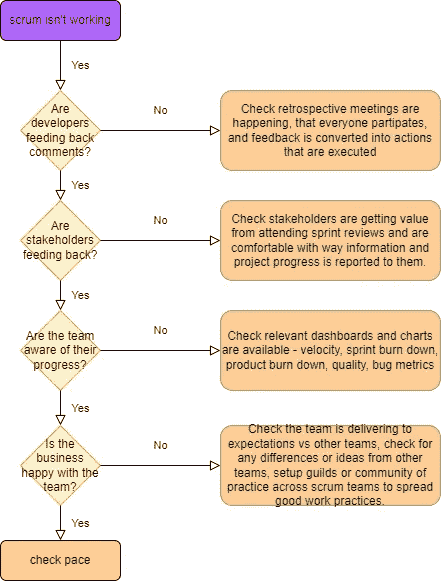 scrum isn't working
Yes
Are
developers
feeding back
comments?
No
Check retrospective meetings are
happening, that everyone partipates,
and feedback is converted into actions
that are executed
Yes
Are
stakeholders
feeding back?
No
Check stakeholders are getting value
from attending sprint reviews and are
comfortable with way information and
project progress is reported to them.
Yes
Are the team
aware of their
progress?
No
Check relevant dashboards and charts
are available - velocity, sprint burn down,
product burn down, quality, bug metrics
Yes
Is the
business
happy with the
team?
No
Check the team is delivering to
expectations vs other teams, check for
any differences or ideas from other
teams, setup guilds or community of
practice across scrum teams to spread
good work practices.
Yes
check pace